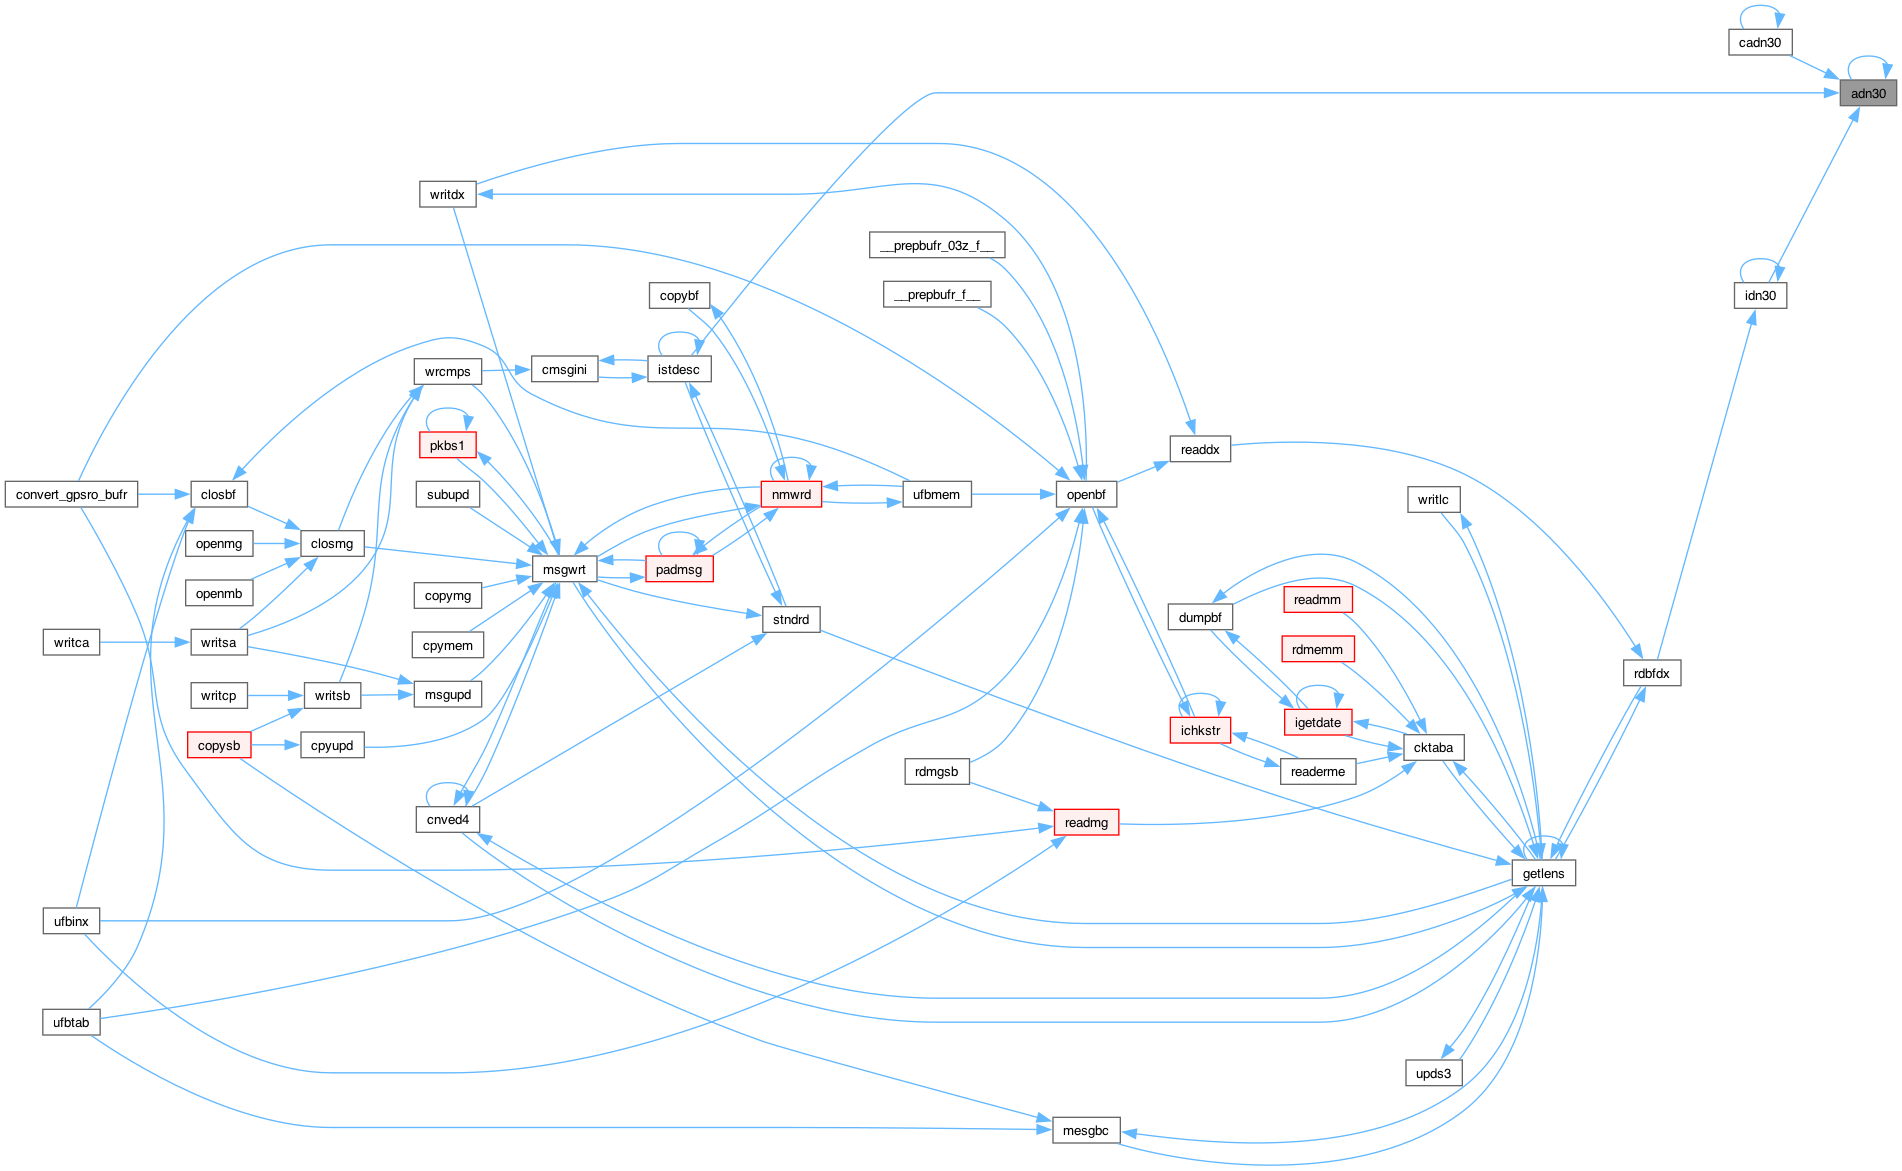 cadn30
adn30
writdx
__prepbufr_03z_f__
__prepbufr_f__
copybf
idn30
wrcmps
cmsgini
istdesc
pkbs1
readdx
convert_gpsro_bufr
closbf
subupd
nmwrd
ufbmem
openbf
writlc
openmg
closmg
msgwrt
padmsg
openmb
copymg
readmm
stndrd
dumpbf
writca
writsa
cpymem
rdmemm
rdbfdx
writcp
writsb
msgupd
igetdate
ichkstr
copysb
cpyupd
cktaba
rdmgsb
readerme
cnved4
readmg
getlens
ufbinx
ufbtab
upds3
mesgbc